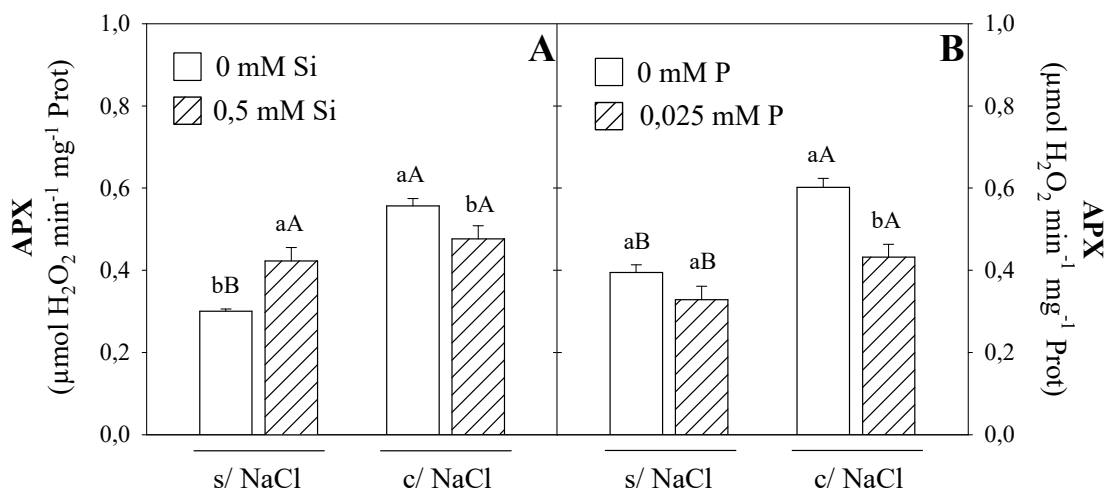 APX
(µmol H₂O₂ min⁻¹ mg⁻¹ Prot)
1,0
0,8
0,6
0,4
0,2
0,0
A
0 mM Si
0,5 mM Si
bB
aA
aA
bA
s/ NaCl
c/ NaCl
B
0 mM P
0,025 mM P
aB
aB
aA
bA
s/ NaCl
c/ NaCl
1,0
0,8
0,6
0,4
0,2
0,0
APX
(µmol H₂O₂ min⁻¹ mg⁻¹ Prot)